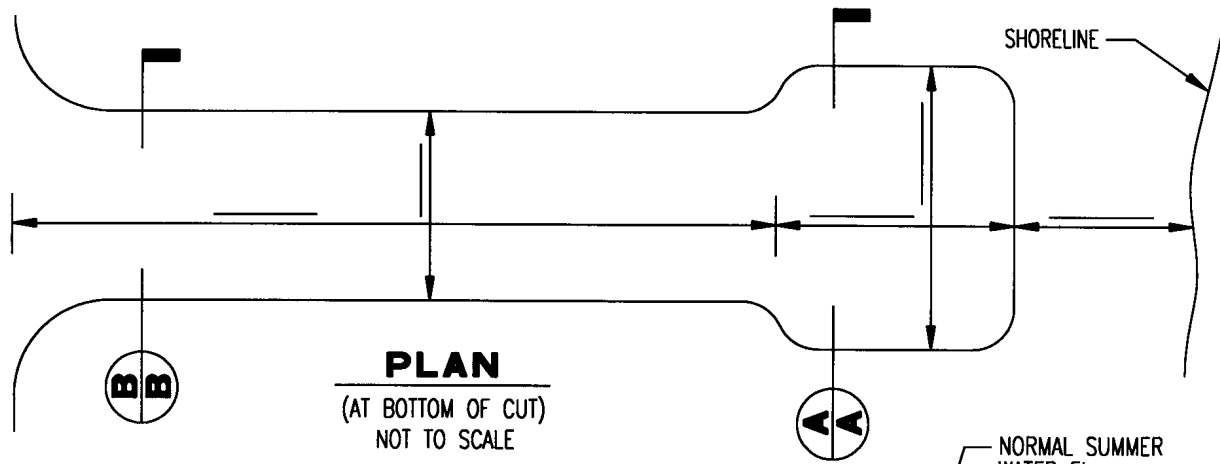 SHORELINE
B B
PLAN
(AT BOTTOM OF CUT)
NOT TO SCALE
A A
NORMAL SUMMER